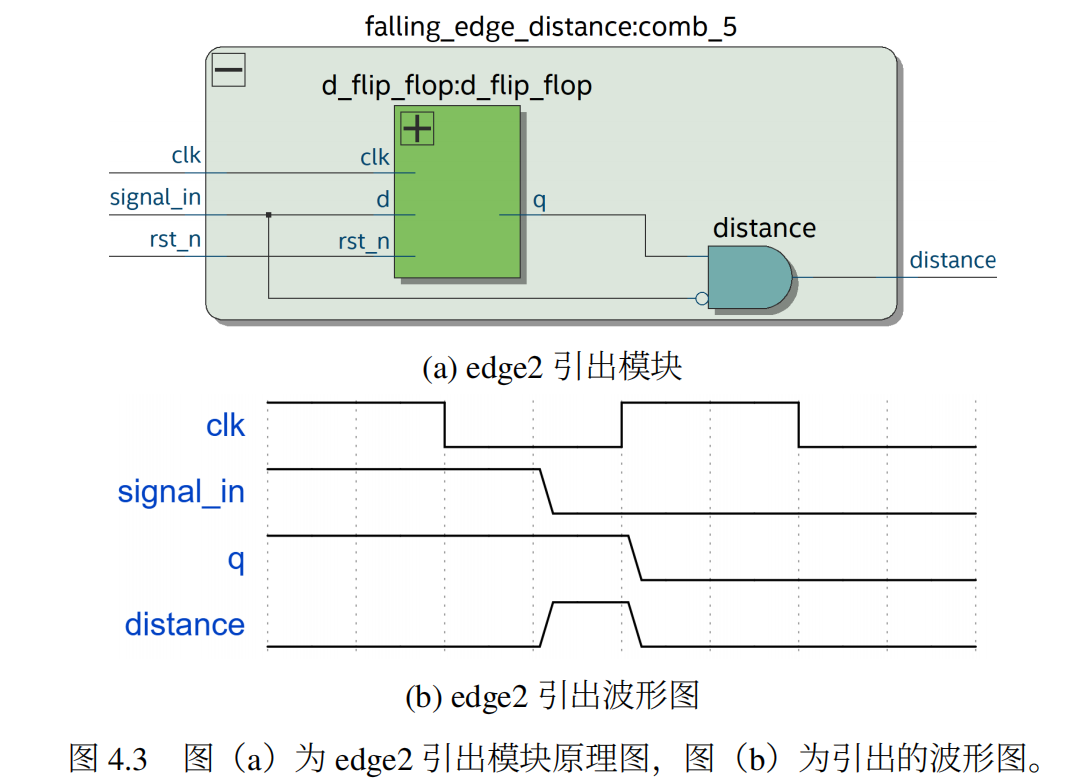 falling_edge_distance:comb_5
d_flip_flop:d_flip_flop
clk
clk
signal_in
d
q
rst_n
rst_n
distance
distance
(a) edge2 引出模块
clk
signal_in
q
distance
(b) edge2 引出波形图
图 4.3 图（a）为 edge2 引出模块原理图，图（b）为引出的波形图。